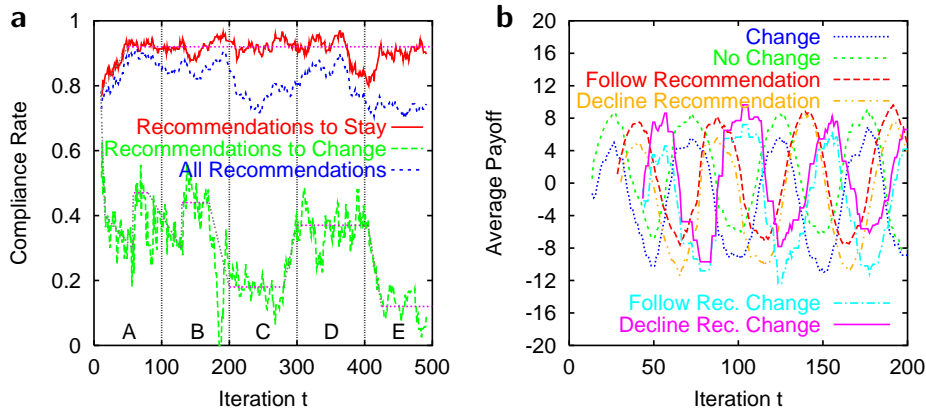 a
Compliance Rate
1
0.8
0.6
0.4
0.2
0
Recommendations to Stay
Recommendations to Change
All Recommendations
A B C D E
0 100 200 300 400 500
Iteration t
b
Average Payoff
20
16
12
8
4
0
-4
-8
-12
-16
-20
Change
No Change
Follow Recommendation
Decline Recommendation
Follow Rec. Change
Decline Rec. Change
0 50 100 150 200
Iteration t